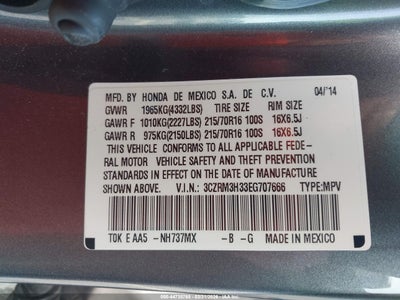 MFD. BY HONDA DE MEXICO S.A. DE C.V. 04/14
GVWR 1965KG(4332LBS) TIRE SIZE RIM SIZE
GAWR F 1010KG(2227LBS) 215/70R16 100S 16X6.5J
GAWR R 975KG(2150LBS) 215/70R16 100S 16X6.5J
THIS VEHICLE CONFORMS TO ALL APPLICABLE FEDE-
RAL MOTOR VEHICLE SAFETY AND THEFT PREVENTION
STANDARDS IN EFFECT ON THE DATE OF MANUFACTURE
SHOWN ABOVE. V.I.N.: 3CZRM3H33EG707666 TYPE:MPV
T0K E AA5 -NH737MX -B -G MADE IN MEXICO